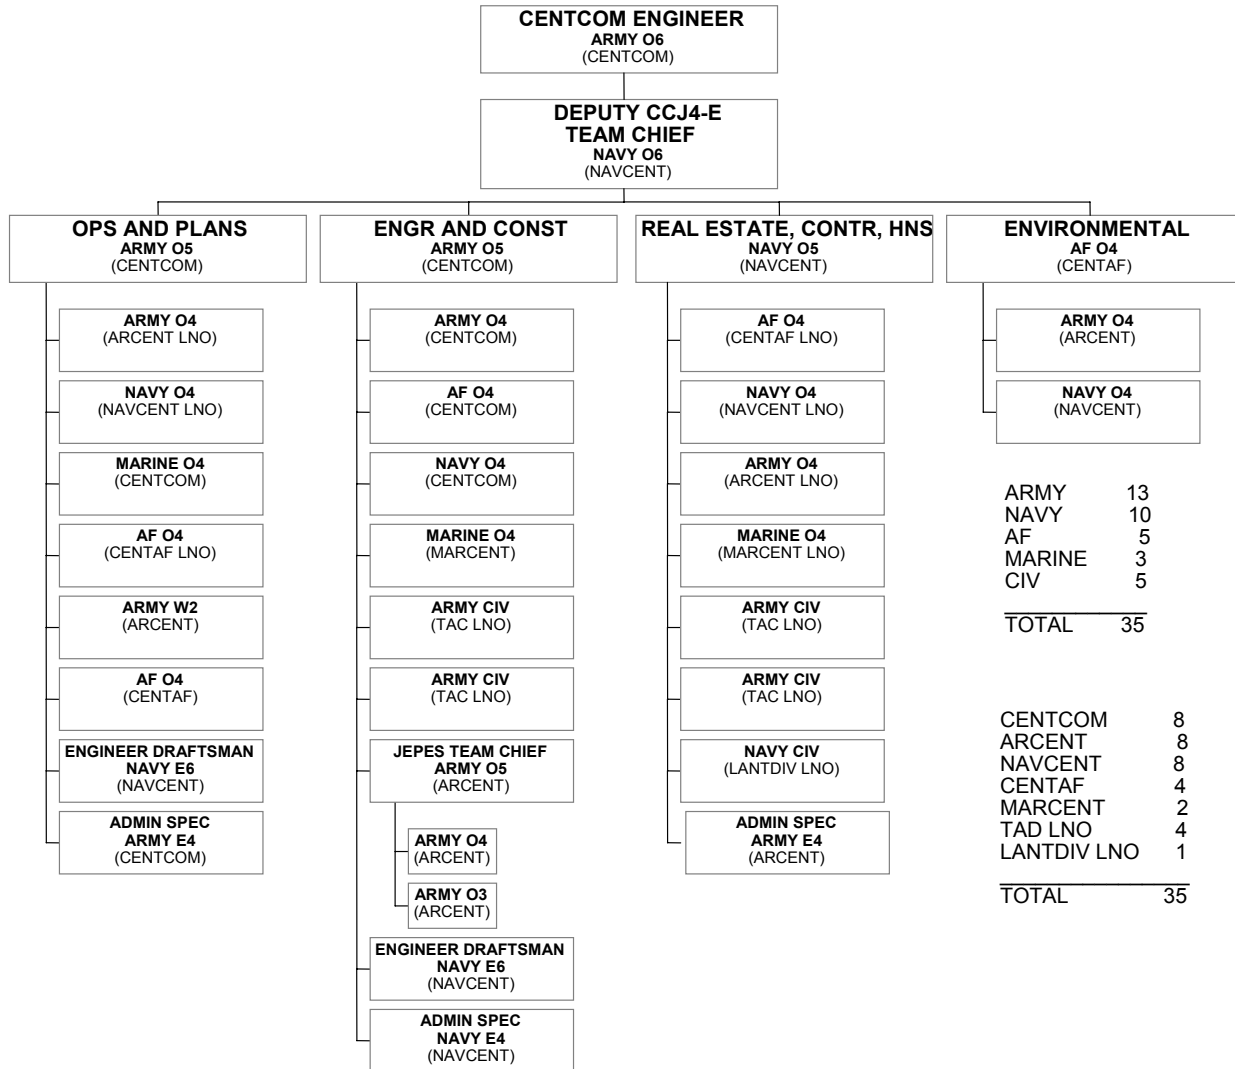 CENTCOM ENGINEER
ARMY O6
(CENTCOM)
DEPUTY CCJ4-E
TEAM CHIEF
NAVY O6
(NAVCENT)
OPS AND PLANS
ARMY O5
(CENTCOM)
ENGR AND CONST
ARMY O5
(CENTCOM)
REAL ESTATE, CONTR, HNS
NAVY O5
(NAVCENT)
ENVIRONMENTAL
AF O4
(CENTAF)
ARMY O4
(ARCENT LNO)
NAVY O4
(NAVCENT LNO)
MARINE O4
(CENTCOM)
AF O4
(CENTAF LNO)
ARMY W2
(ARCENT)
AF O4
(CENTAF)
ENGINEER DRAFTSMAN
NAVY E6
(NAVCENT)
ADMIN SPEC
ARMY E4
(CENTCOM)
ARMY O4
(CENTCOM)
AF O4
(CENTCOM)
NAVY O4
(CENTCOM)
MARINE O4
(MARCENT)
ARMY CIV
(TAC LNO)
ARMY CIV
(TAC LNO)
JEPES TEAM CHIEF
ARMY O5
(ARCENT)
ARMY O4
(ARCENT)
ARMY O3
(ARCENT)
ENGINEER DRAFTSMAN
NAVY E6
(NAVCENT)
ADMIN SPEC
NAVY E4
(NAVCENT)
AF O4
(CENTAF LNO)
NAVY O4
(NAVCENT LNO)
ARMY O4
(ARCENT LNO)
MARINE O4
(MARCENT LNO)
ARMY CIV
(TAC LNO)
ARMY CIV
(TAC LNO)
NAVY CIV
(LANTDIV LNO)
ADMIN SPEC
ARMY E4
(ARCENT)
ARMY O4
(ARCENT)
NAVY O4
(NAVCENT)
ARMY 13
NAVY 10
AF 5
MARINE 3
CIV 5
TOTAL 35
CENTCOM 8
ARCENT 8
NAVCENT 8
CENTAF 4
MARCENT 2
TAD LNO 4
LANTDIV LNO 1
TOTAL 35